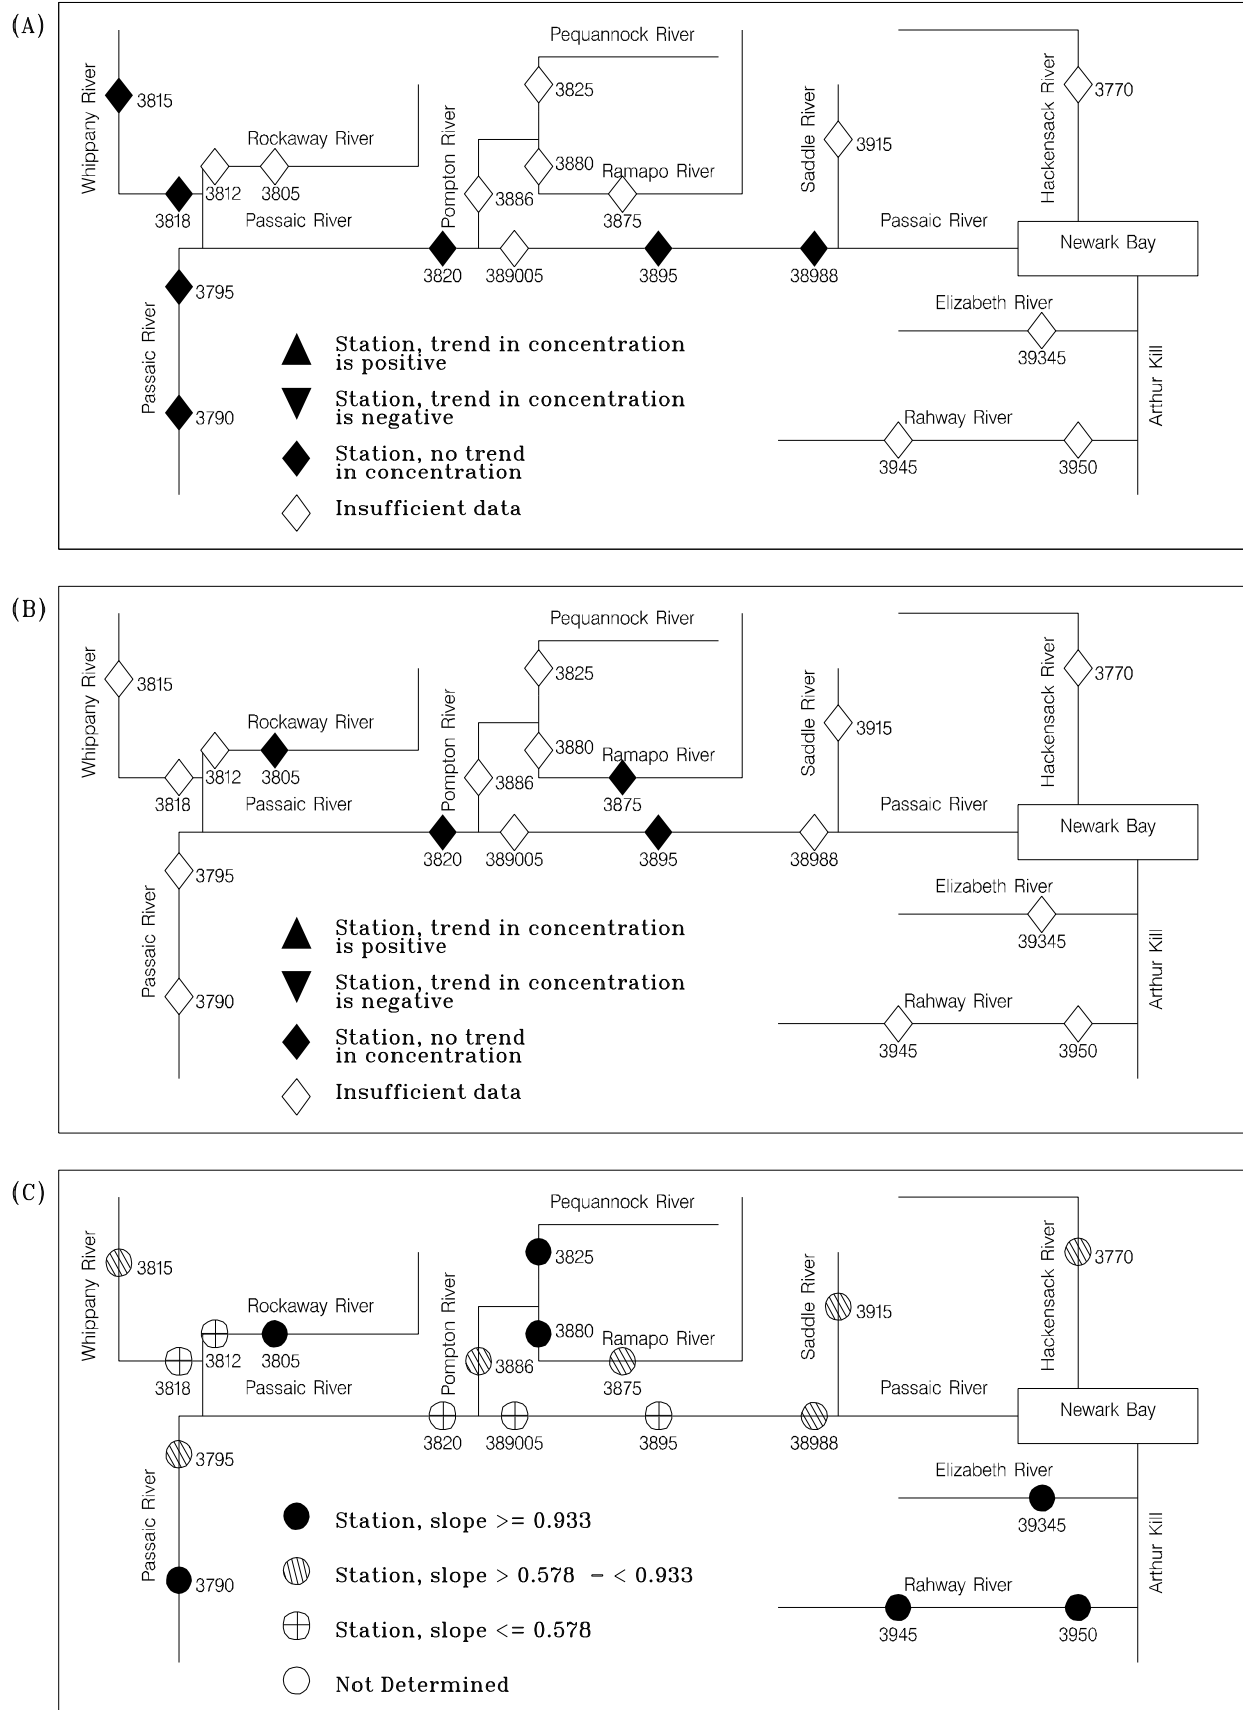 (A)
Pequannock River
3825
3770
3815
Whippany River
Rockaway River
Pompton River
3915
Saddle River
Hackensack River
3880
Ramapo River
3812
3805
3886
3875
3818
Passaic River
Passaic River
Newark Bay
3820
389005
3895
38988
3795
Passaic River
Elizabeth River
39345
Arthur Kill
3790
Rahway River
3945
3950
Station, trend in concentration
is positive
Station, trend in concentration
is negative
Station, no trend
in concentration
Insufficient data
(B)
Pequannock River
3825
3770
3815
Whippany River
Rockaway River
Pompton River
3915
Saddle River
Hackensack River
3880
Ramapo River
3812
3805
3886
3875
3818
Passaic River
Passaic River
Newark Bay
3820
389005
3895
38988
3795
Passaic River
Elizabeth River
39345
Arthur Kill
3790
Rahway River
3945
3950
Station, trend in concentration
is positive
Station, trend in concentration
is negative
Station, no trend
in concentration
Insufficient data
(C)
Pequannock River
3825
3770
3815
Whippany River
Rockaway River
Pompton River
3915
Saddle River
Hackensack River
3880
Ramapo River
3812
3805
3886
3875
3818
Passaic River
Passaic River
Newark Bay
3820
389005
3895
38988
3795
Passaic River
Elizabeth River
39345
Arthur Kill
3790
Rahway River
3945
3950
Station, slope >= 0.933
Station, slope > 0.578 - < 0.933
Station, slope <= 0.578
Not Determined